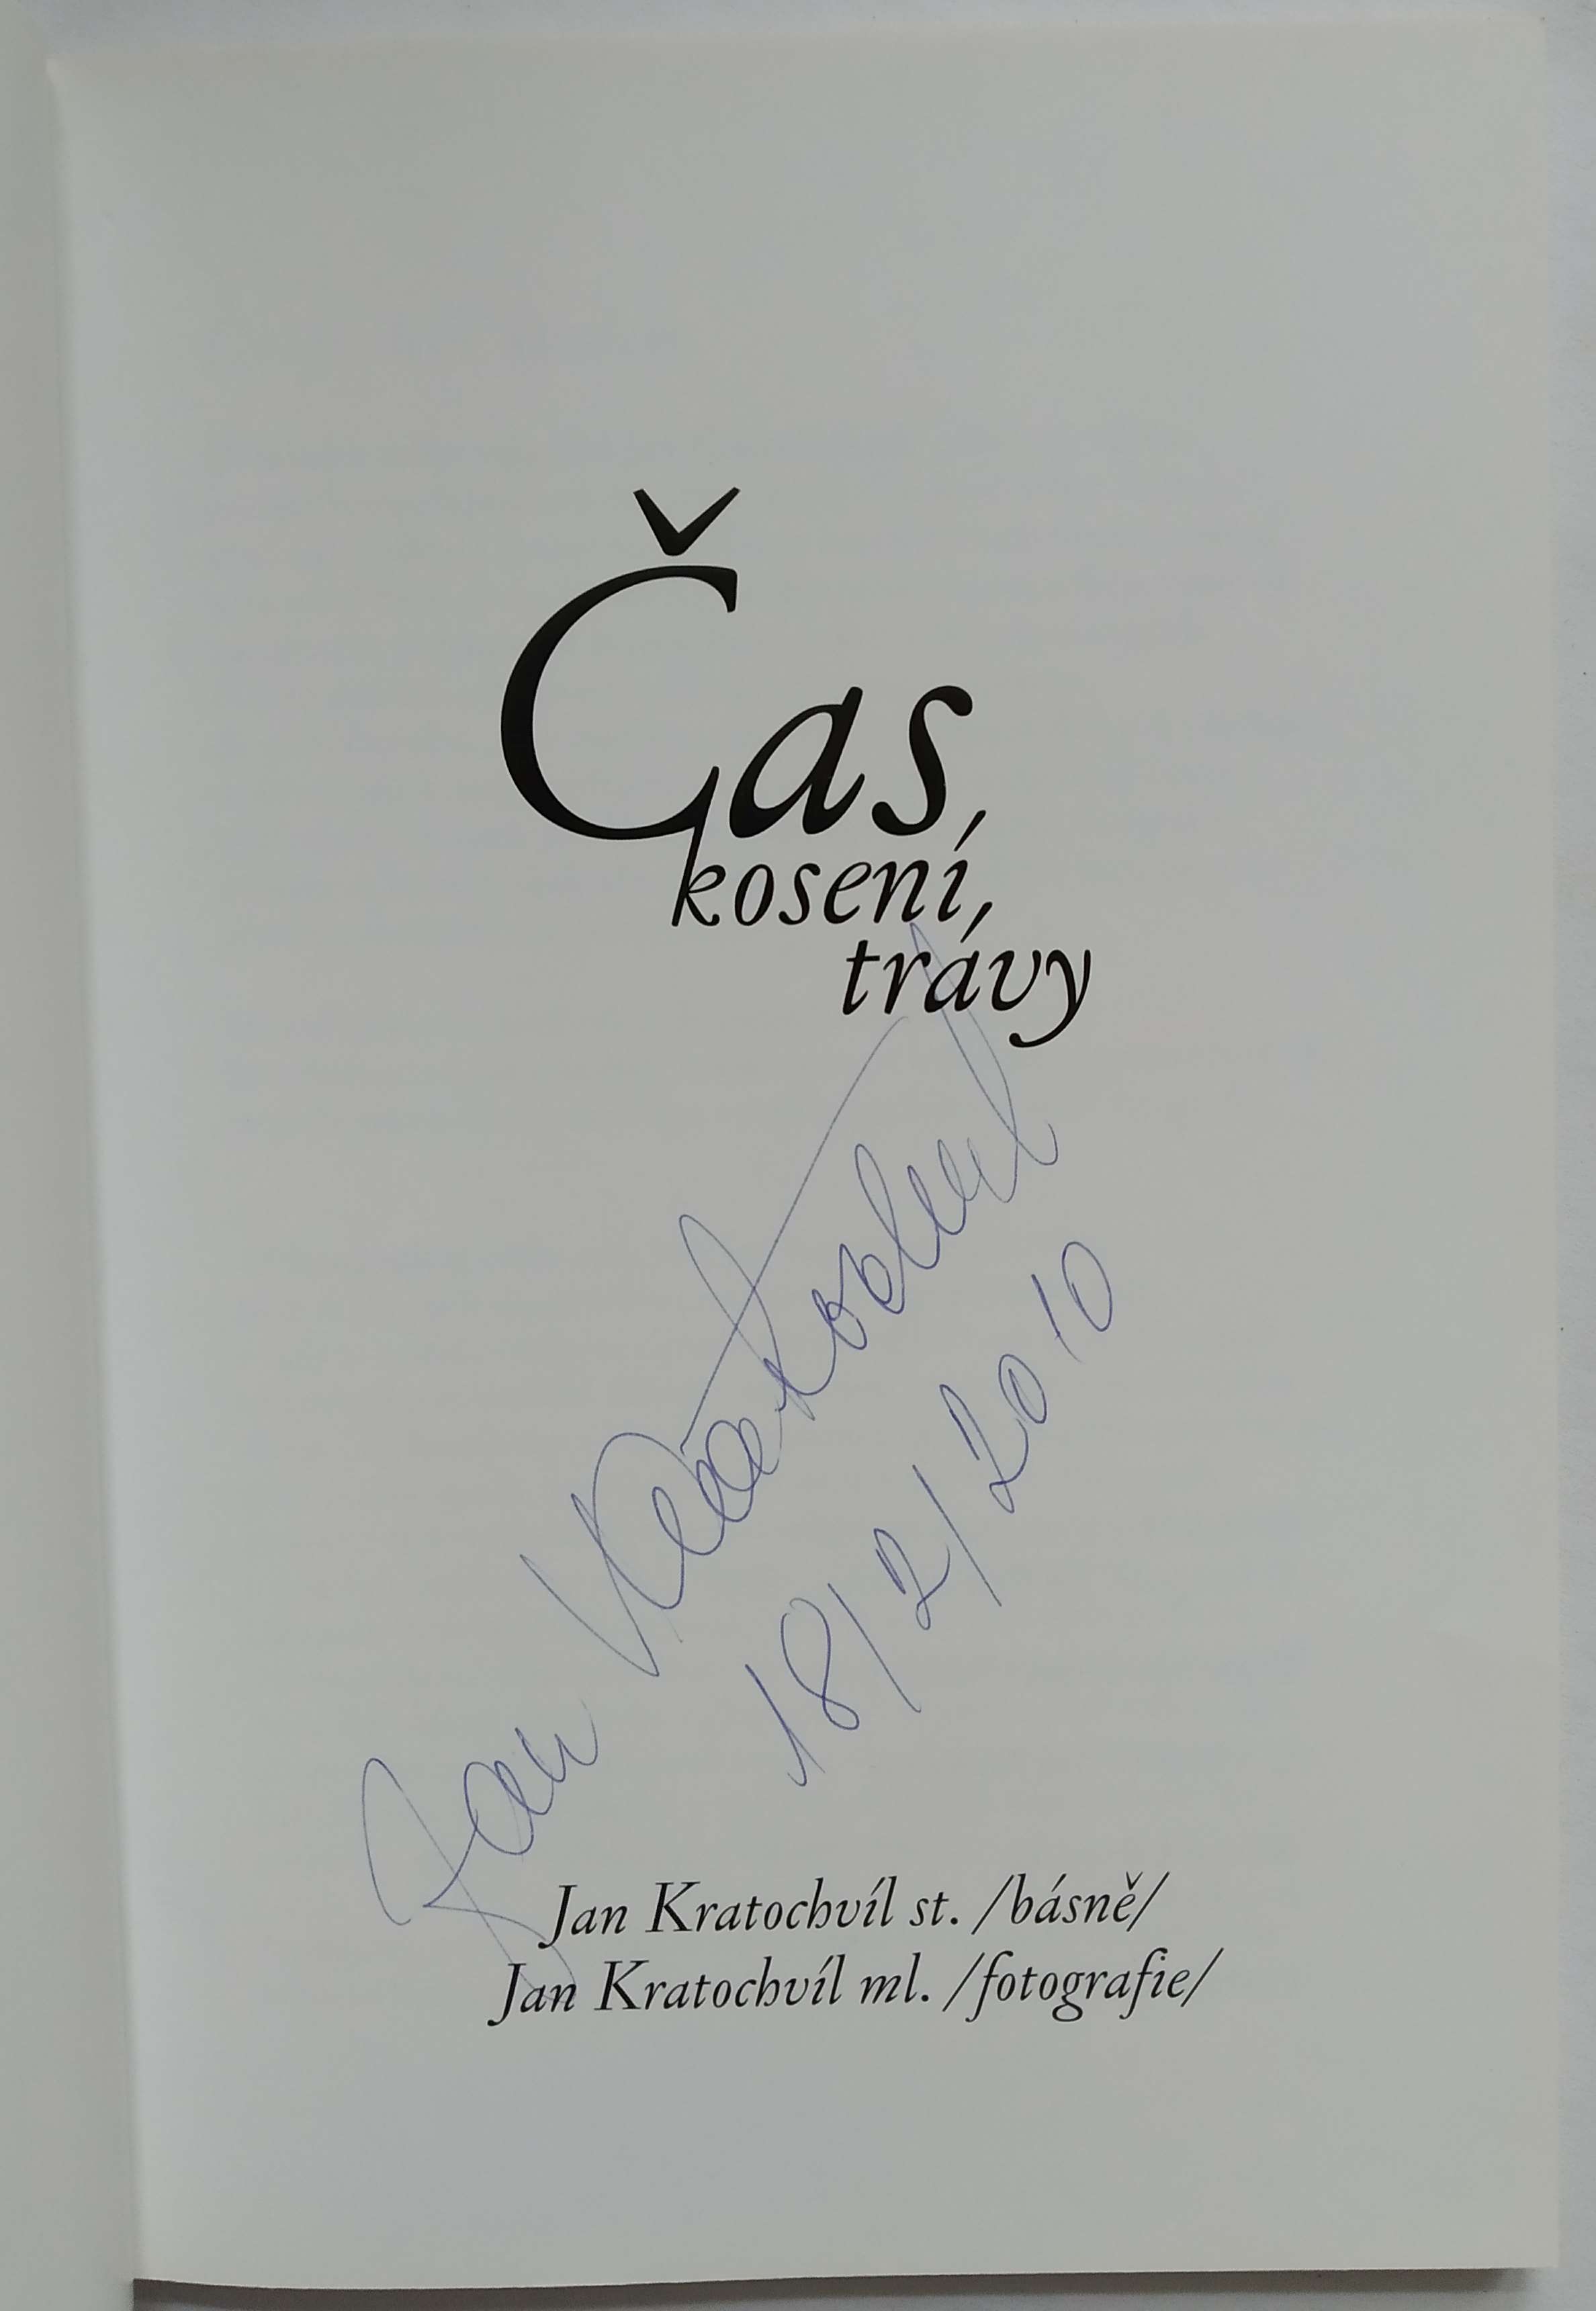 Čas
kosení
trávy
Jan Kratochvíl
18/2/2010
Jan Kratochvíl st. /básně/
Jan Kratochvíl ml. /fotografie/